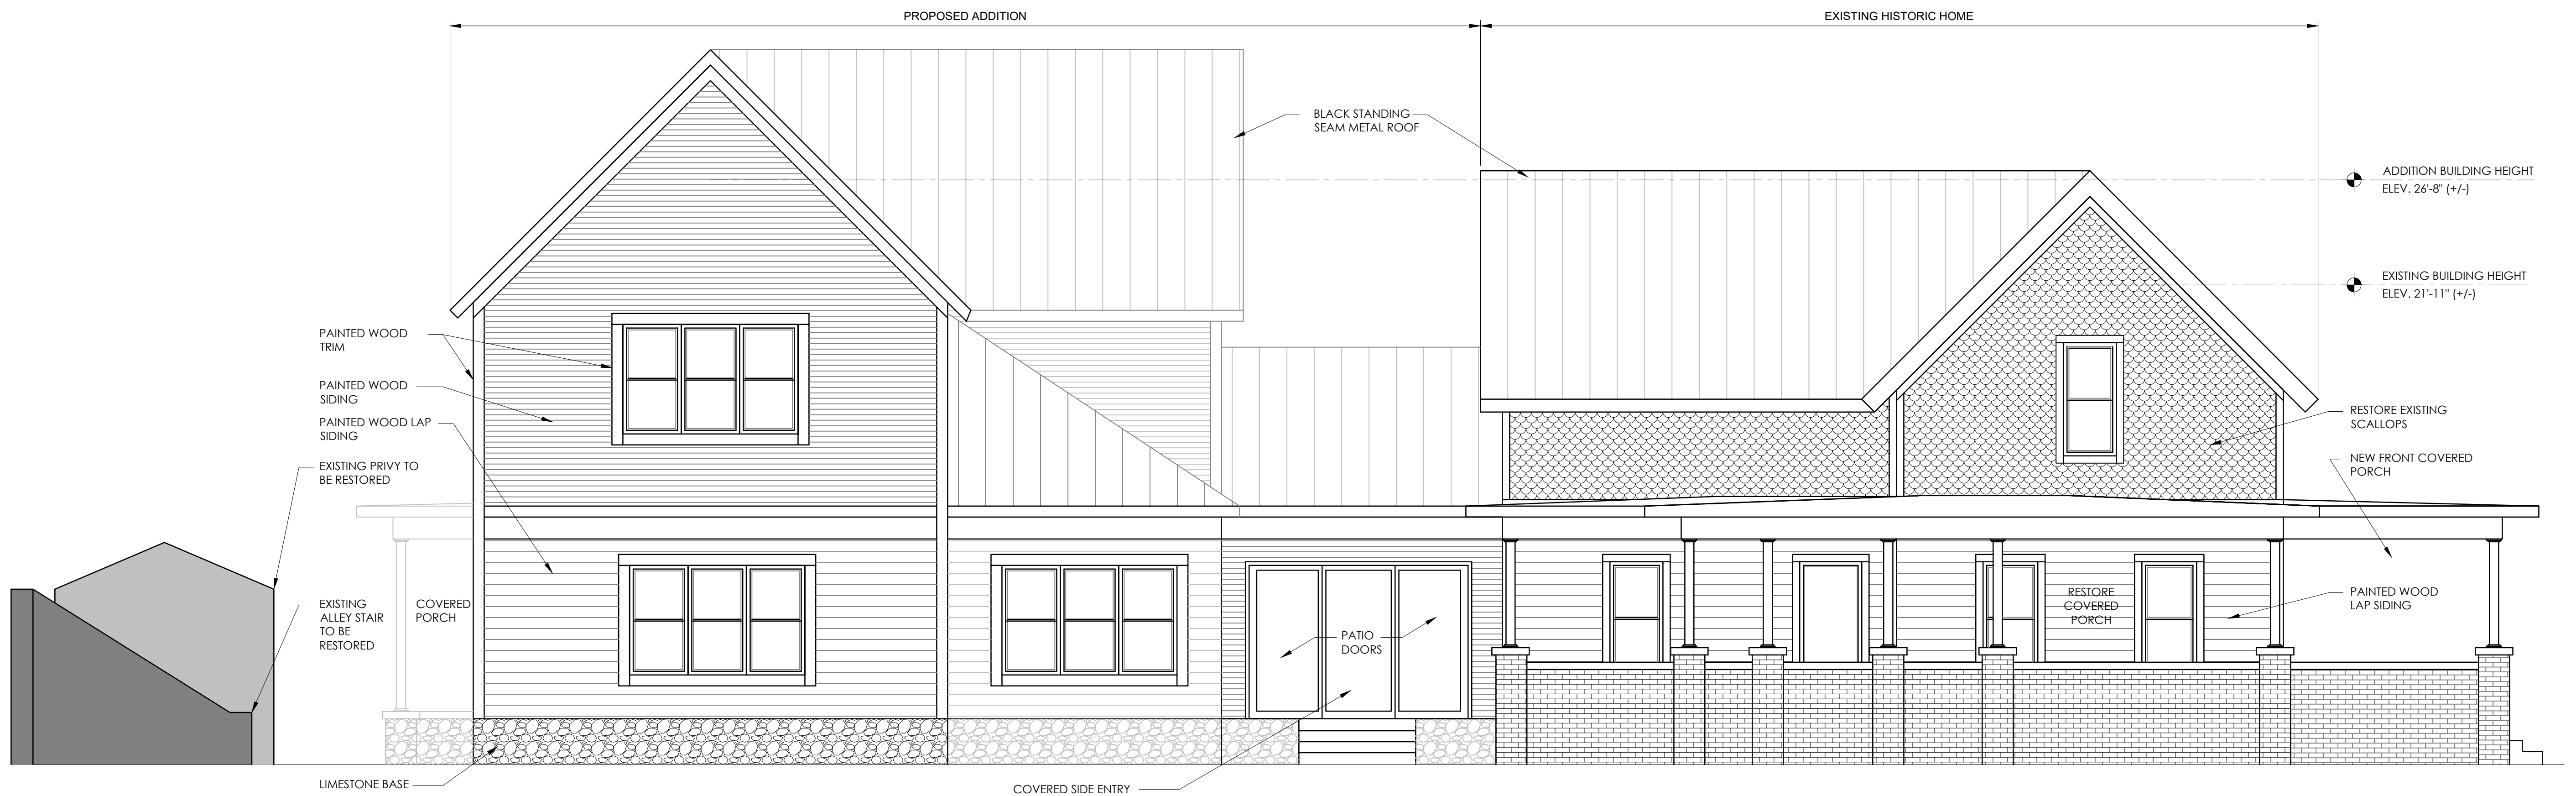 PROPOSED ADDITION
EXISTING HISTORIC HOME
BLACK STANDING
SEAM METAL ROOF
ADDITION BUILDING HEIGHT
ELEV. 26'-8" (+/-)
EXISTING BUILDING HEIGHT
ELEV. 21'-11" (+/-)
PAINTED WOOD
TRIM
PAINTED WOOD
SIDING
PAINTED WOOD LAP
SIDING
EXISTING PRIVY TO
BE RESTORED
EXISTING
ALLEY STAIR
TO BE
RESTORED
COVERED
PORCH
PATIO
DOORS
RESTORE
COVERED
PORCH
RESTORE EXISTING
SCALLOPS
NEW FRONT COVERED
PORCH
PAINTED WOOD
LAP SIDING
LIMESTONE BASE
COVERED SIDE ENTRY